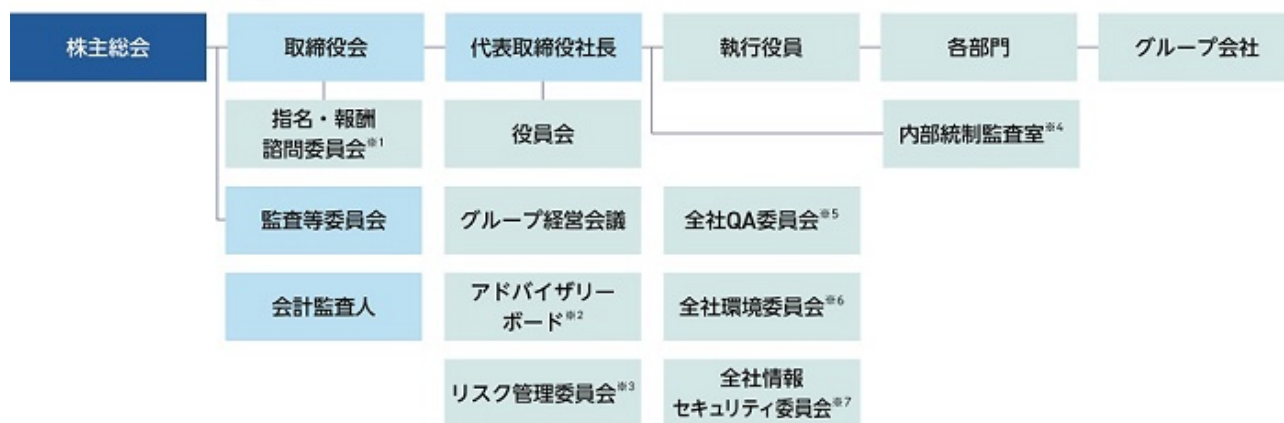 株主総会
取締役会
代表取締役社長
執行役員
各部門
グループ会社
指名・報酬
諮問委員会※1
役員会
内部統制監査室※4
監査等委員会
グループ経営会議
全社QA委員会※5
会計監査人
アドバイザリー
ボード※2
全社環境委員会※6
リスク管理委員会※3
全社情報
セキュリティ委員会※7